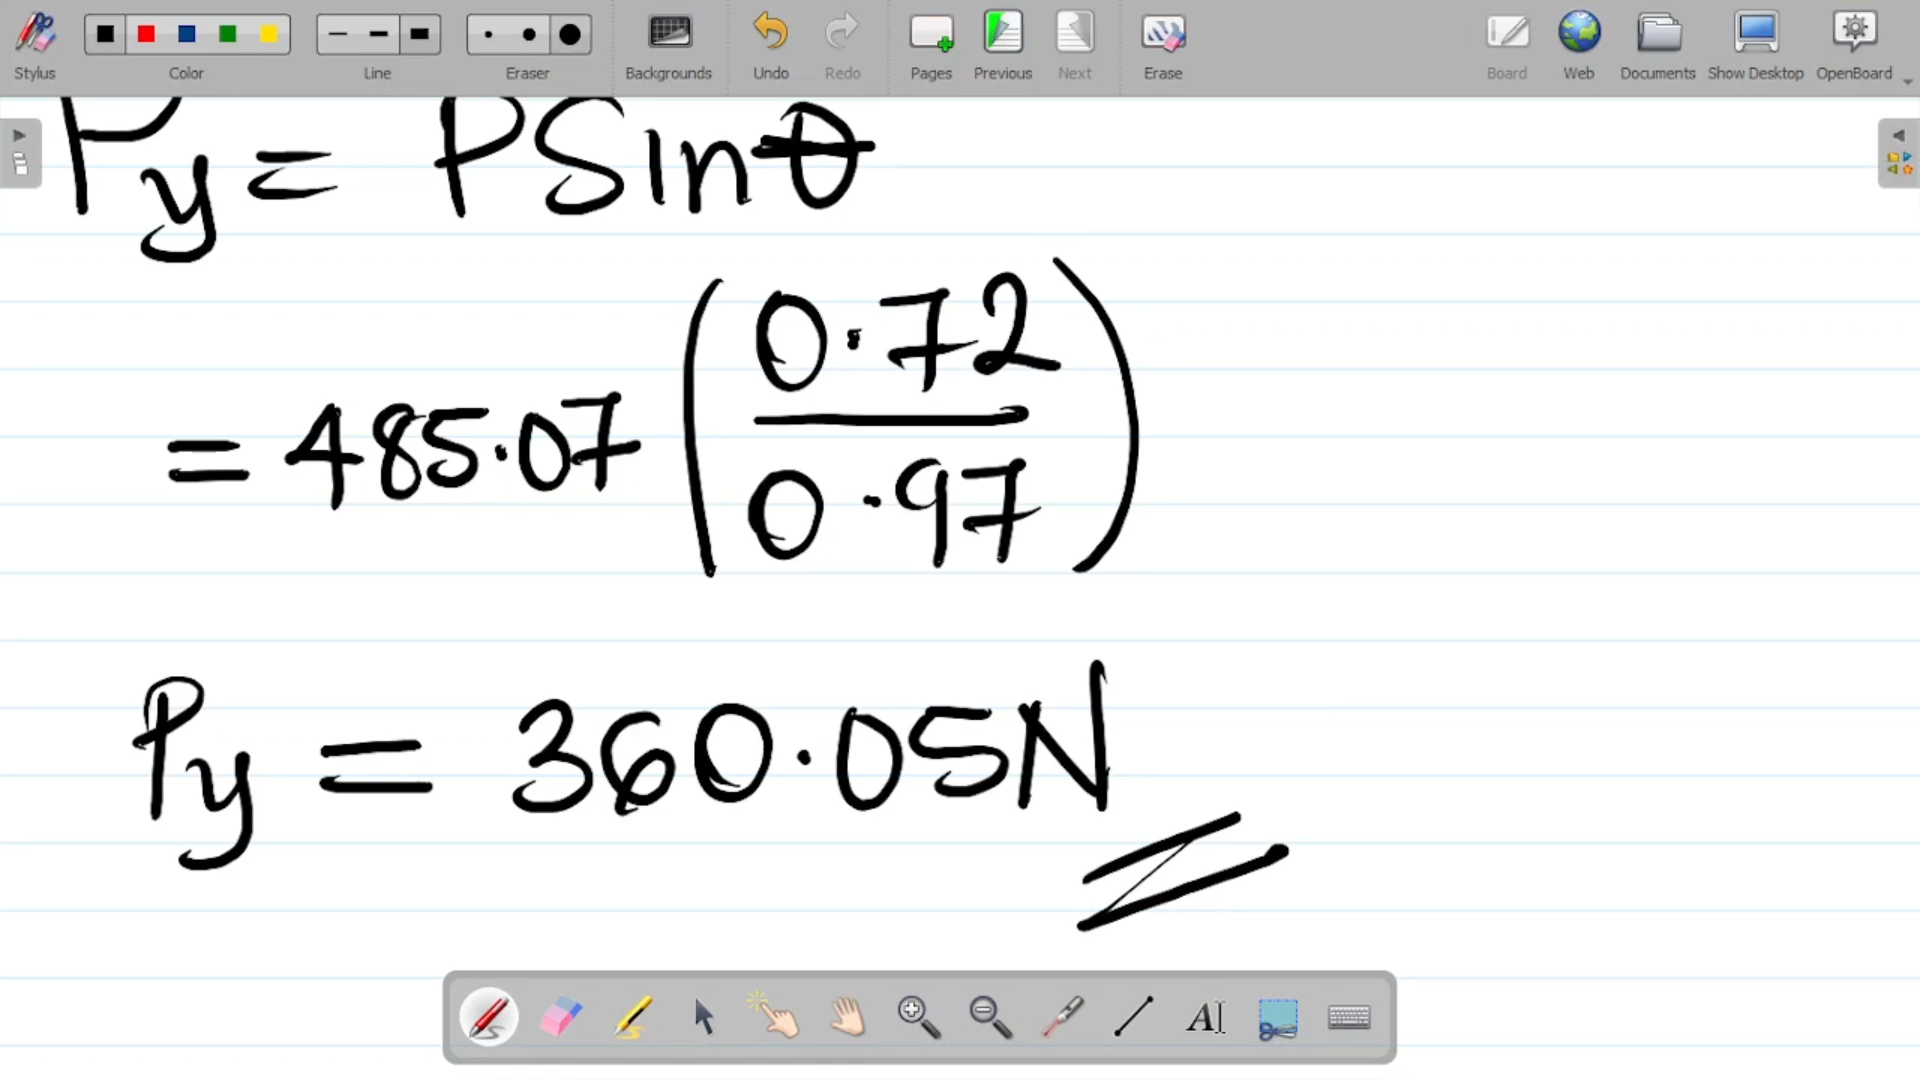 Stylus Color Line Eraser Backgrounds Undo Redo Pages Previous Next Erase Board Web Documents Show Desktop OpenBoard
Py = PSinθ
= 485.07 (0.72 / 0.97)
Py = 360.05N